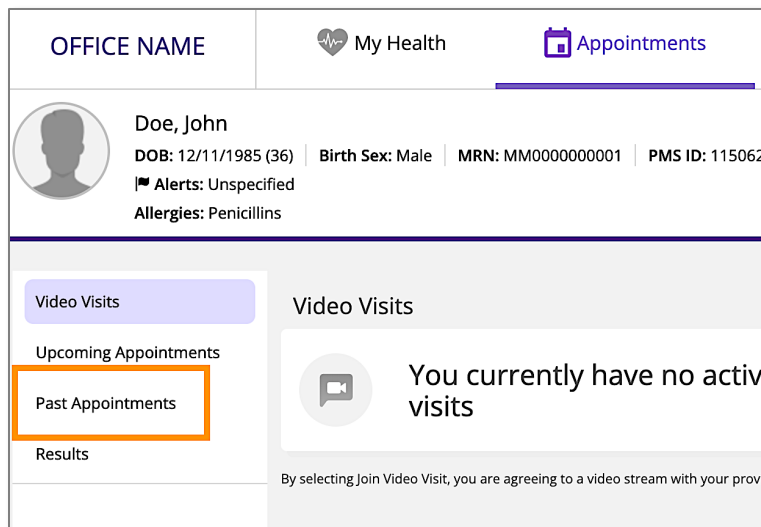 OFFICE NAME
My Health
Appointments
Doe, John
DOB: 12/11/1985 (36) Birth Sex: Male MRN: MM0000000001 PMS ID: 115062
Alerts: Unspecified
Allergies: Penicillins
Video Visits
Upcoming Appointments
Past Appointments
Results
Video Visits
You currently have no activ
visits
By selecting Join Video Visit, you are agreeing to a video stream with your prov